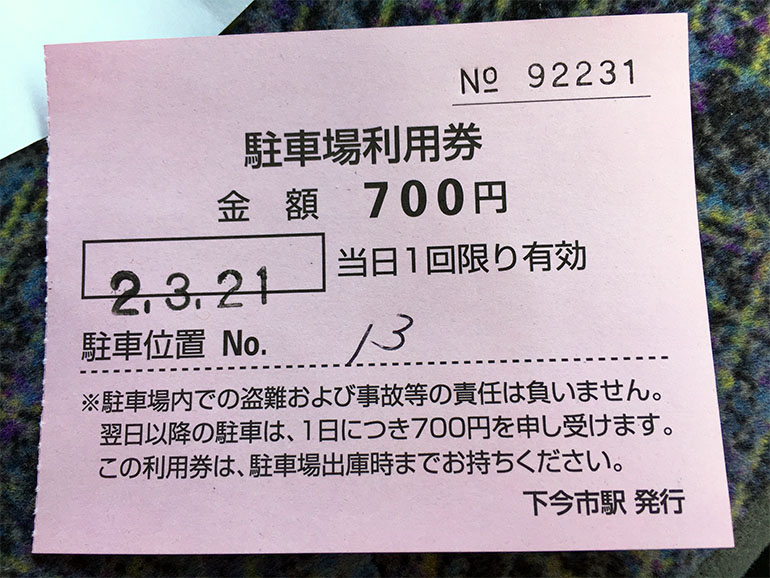 No 92231
駐車場利用券
金額 700円
2.3.21 当日1回限り有効
駐車位置 No. 13
※駐車場内での盗難および事故等の責任は負いません。
翌日以降の駐車は、1日につき700円を申し受けます。
この利用券は、駐車場出庫時までお持ちください。
下今市駅 発行